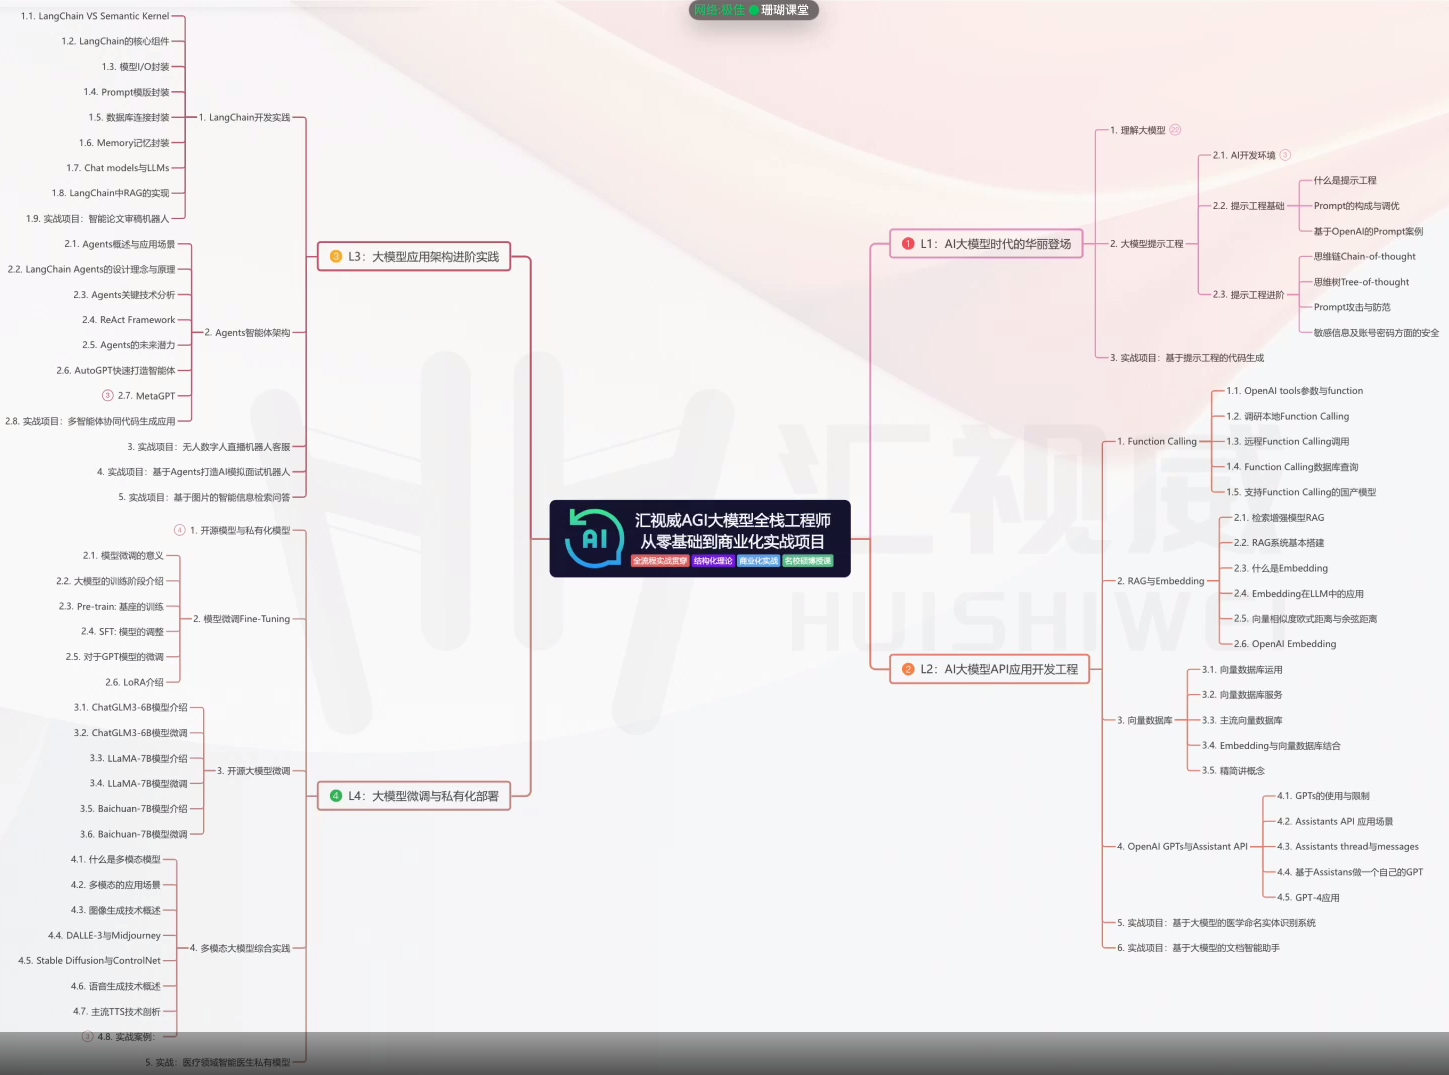 网络:极佳 珊瑚课堂
汇视威AGI大模型全栈工程师
从零基础到商业化实战项目
全流程实战贯穿 结构化理论 商业化实战 名校硕博授课
1 L1：AI大模型时代的华丽登场
1. 理解大模型 22
2. 大模型提示工程
2.1. AI开发环境 3
2.2. 提示工程基础
什么是提示工程
Prompt的构成与调优
基于OpenAI的Prompt案例
2.3. 提示工程进阶
思维链Chain-of-thought
思维树Tree-of-thought
Prompt攻击与防范
敏感信息及账号密码方面的安全
3. 实战项目：基于提示工程的代码生成
2 L2：AI大模型API应用开发工程
1. Function Calling
1.1. OpenAI tools参数与function
1.2. 调研本地Function Calling
1.3. 远程Function Calling调用
1.4. Function Calling数据库查询
1.5. 支持Function Calling的国产模型
2. RAG与Embedding
2.1. 检索增强模型RAG
2.2. RAG系统基本搭建
2.3. 什么是Embedding
2.4. Embedding在LLM中的应用
2.5. 向量相似度欧式距离与余弦距离
2.6. OpenAI Embedding
3. 向量数据库
3.1. 向量数据库运用
3.2. 向量数据库服务
3.3. 主流向量数据库
3.4. Embedding与向量数据库结合
3.5. 精简讲概念
4. OpenAI GPTs与Assistant API
4.1. GPTs的使用与限制
4.2. Assistants API 应用场景
4.3. Assistants thread与messages
4.4. 基于Assistans做一个自己的GPT
4.5. GPT-4应用
5. 实战项目：基于大模型的医学命名实体识别系统
6. 实战项目：基于大模型的文档智能助手
3 L3：大模型应用架构进阶实践
1. LangChain开发实践
1.1. LangChain VS Semantic Kernel
1.2. LangChain的核心组件
1.3. 模型I/O封装
1.4. Prompt模版封装
1.5. 数据库连接封装
1.6. Memory记忆封装
1.7. Chat models与LLMs
1.8. LangChain中RAG的实现
1.9. 实战项目：智能论文审稿机器人
2. Agents智能体架构
2.1. Agents概述与应用场景
2.2. LangChain Agents的设计理念与原理
2.3. Agents关键技术分析
2.4. ReAct Framework
2.5. Agents的未来潜力
2.6. AutoGPT快速打造智能体
3 2.7. MetaGPT
2.8. 实战项目：多智能体协同代码生成应用
3. 实战项目：无人数字人直播机器人客服
4. 实战项目：基于Agents打造AI模拟面试机器人
5. 实战项目：基于图片的智能信息检索问答
4 L4：大模型微调与私有化部署
4 1. 开源模型与私有化模型
2. 模型微调Fine-Tuning
2.1. 模型微调的意义
2.2. 大模型的训练阶段介绍
2.3. Pre-train: 基座的训练
2.4. SFT: 模型的调整
2.5. 对于GPT模型的微调
2.6. LoRA介绍
3. 开源大模型微调
3.1. ChatGLM3-6B模型介绍
3.2. ChatGLM3-6B模型微调
3.3. LLaMA-7B模型介绍
3.4. LLaMA-7B模型微调
3.5. Baichuan-7B模型介绍
3.6. Baichuan-7B模型微调
4. 多模态大模型综合实践
4.1. 什么是多模态模型
4.2. 多模态的应用场景
4.3. 图像生成技术概述
4.4. DALLE-3与Midjourney
4.5. Stable Diffusion与ControlNet
4.6. 语音生成技术概述
4.7. 主流TTS技术剖析
3 4.8. 实战案例：
5. 实战：医疗领域智能医生私有模型
AI
汇视威
HUISHIWEI